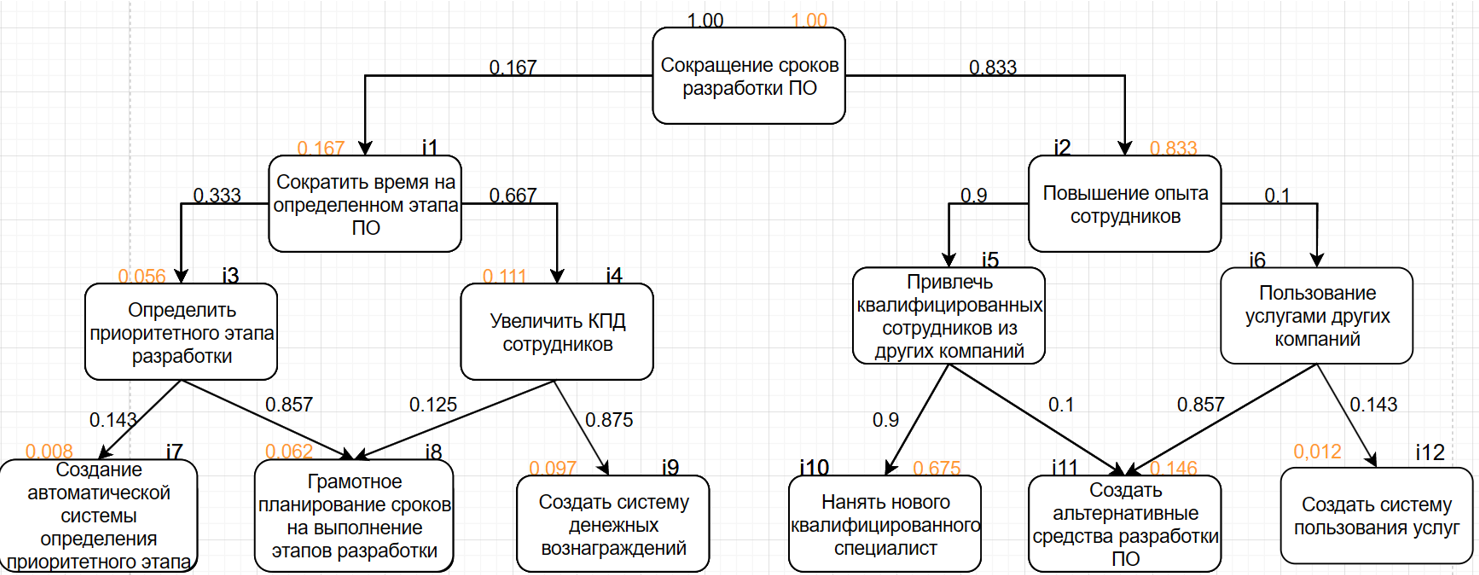 1.00 1.00
Сокращение сроков
разработки ПО
0.167 0.833
0.167 i1
Сократить время на
определенном этапа
ПО
i2 0.833
Повышение опыта
сотрудников
0.333 0.667
0.9 0.1
0.056 i3
Определить
приоритетного этапа
разработки
0.111 i4
Увеличить КПД
сотрудников
i5
Привлечь
квалифицированных
сотрудников из
других компаний
i6
Пользование
услугами других
компаний
0.143 0.857 0.125 0.875
0.9 0.1 0.857 0.143
0.008 i7
Создание
автоматической
системы
определения
приоритетного этапа
0.062 i8
Грамотное
планирование сроков
на выполнение
этапов разработки
0.097 i9
Создать систему
денежных
вознаграждений
i10 0.675
Нанять нового
квалифицированного
специалист
i11 0.146
Создать
альтернативные
средства разработки
ПО
0,012 i12
Создать систему
пользования услуг